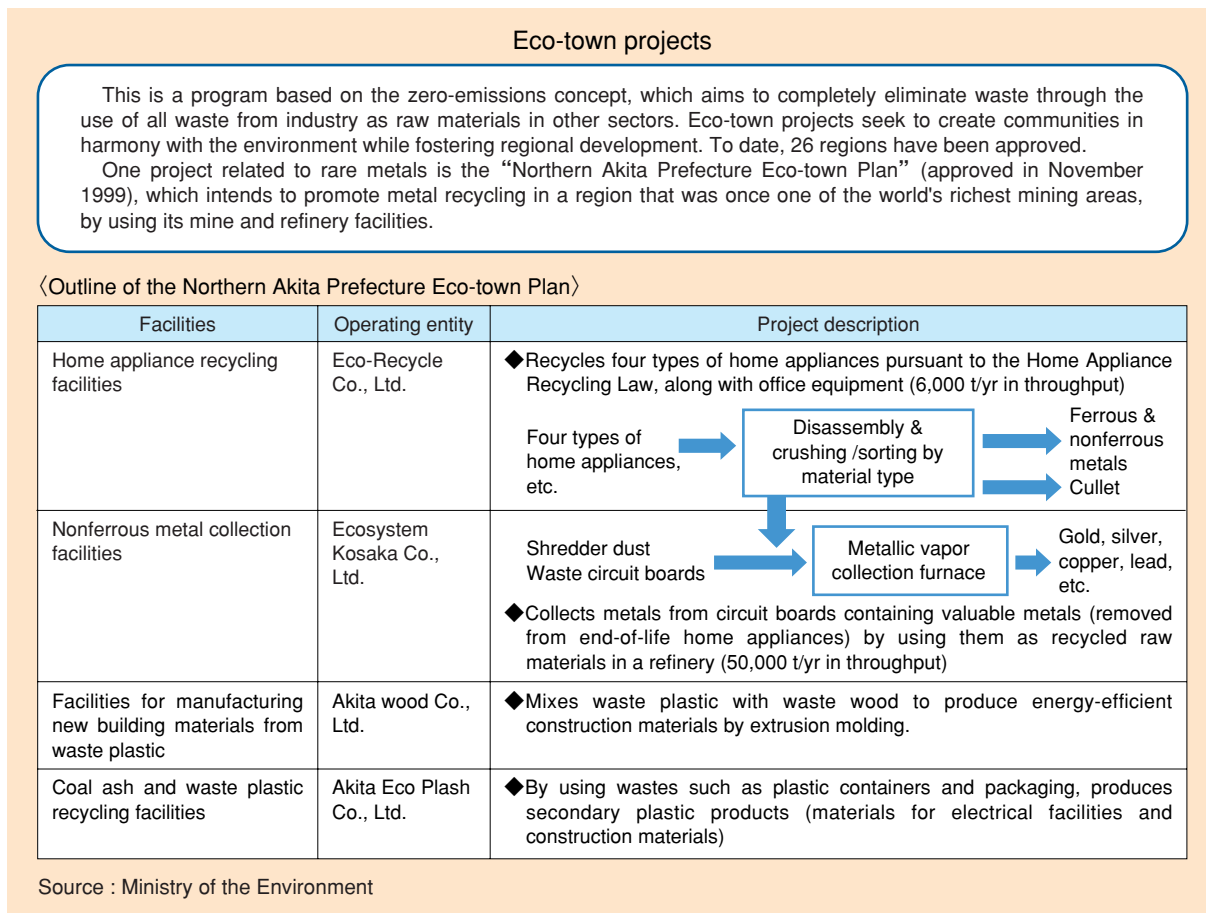 Eco-town projects
This is a program based on the zero-emissions concept, which aims to completely eliminate waste through the
use of all waste from industry as raw materials in other sectors. Eco-town projects seek to create communities in
harmony with the environment while fostering regional development. To date, 26 regions have been approved.
One project related to rare metals is the “Northern Akita Prefecture Eco-town Plan” (approved in November
1999), which intends to promote metal recycling in a region that was once one of the world's richest mining areas,
by using its mine and refinery facilities.
〈Outline of the Northern Akita Prefecture Eco-town Plan〉
Facilities
Operating entity
Project description
Home appliance recycling
facilities
Eco-Recycle
Co., Ltd.
◆Recycles four types of home appliances pursuant to the Home Appliance
Recycling Law, along with office equipment (6,000 t/yr in throughput)
Four types of
home appliances,
etc.
Disassembly &
crushing /sorting by
material type
Ferrous &
nonferrous
metals
Cullet
Nonferrous metal collection
facilities
Ecosystem
Kosaka Co.,
Ltd.
Shredder dust
Waste circuit boards
Metallic vapor
collection furnace
Gold, silver,
copper, lead,
etc.
◆Collects metals from circuit boards containing valuable metals (removed
from end-of-life home appliances) by using them as recycled raw
materials in a refinery (50,000 t/yr in throughput)
Facilities for manufacturing
new building materials from
waste plastic
Akita wood Co.,
Ltd.
◆Mixes waste plastic with waste wood to produce energy-efficient
construction materials by extrusion molding.
Coal ash and waste plastic
recycling facilities
Akita Eco Plash
Co., Ltd.
◆By using wastes such as plastic containers and packaging, produces
secondary plastic products (materials for electrical facilities and
construction materials)
Source : Ministry of the Environment